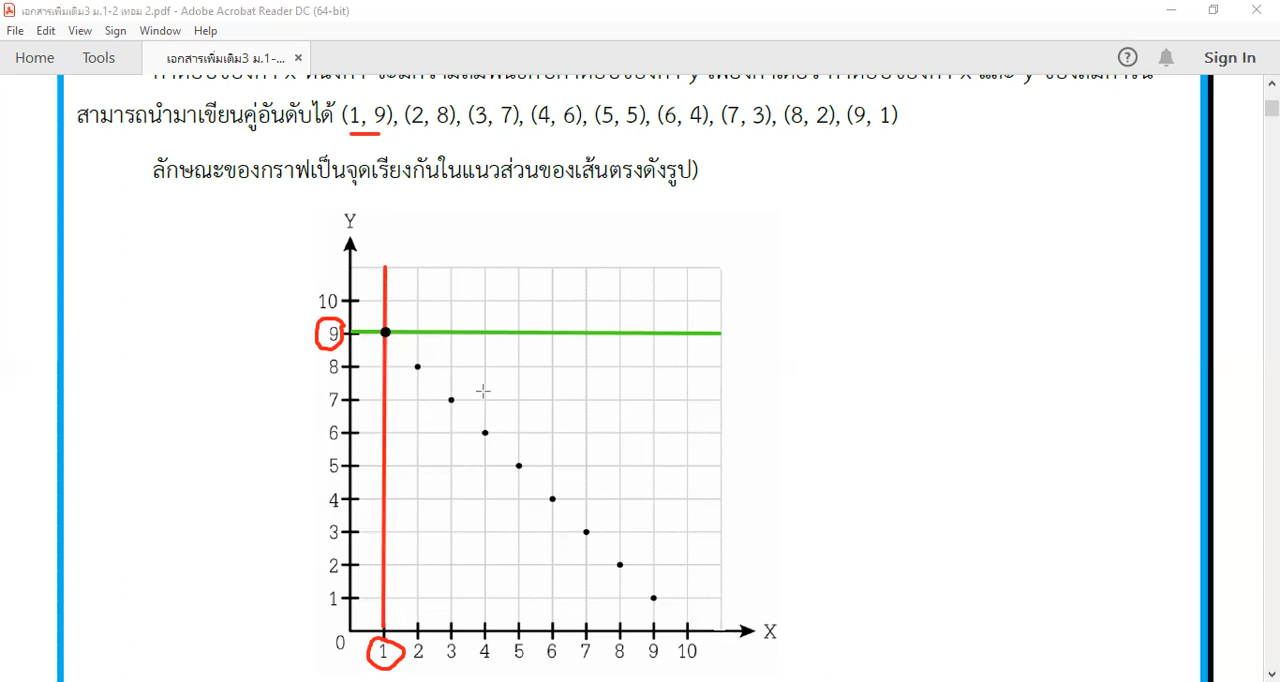 เอกสารเพิ่มเติม3 ม.1-2 เทอม 2.pdf - Adobe Acrobat Reader DC (64-bit)
File Edit View Sign Window Help
Home Tools เอกสารเพิ่มเติม3 ม.1-... × ? Sign In
สามารถนำมาเขียนคู่อันดับได้ (1, 9), (2, 8), (3, 7), (4, 6), (5, 5), (6, 4), (7, 3), (8, 2), (9, 1)
ลักษณะของกราฟเป็นจุดเรียงกันในแนวส่วนของเส้นตรงดังรูป)
Y
10
9
8
7
6
5
4
3
2
1
0 1 2 3 4 5 6 7 8 9 10 X